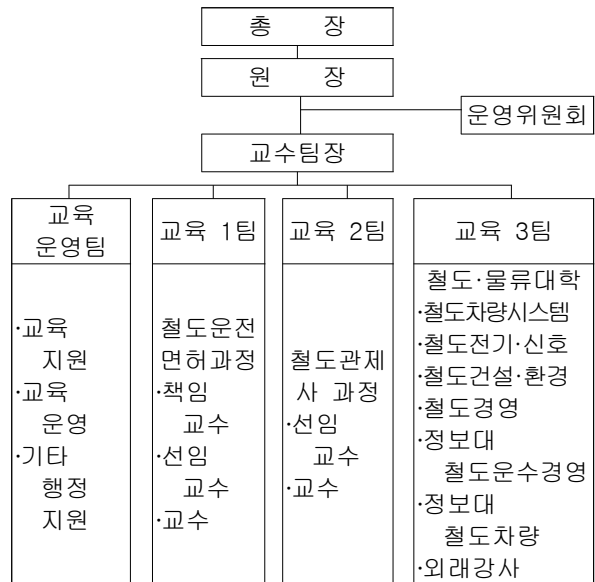 총 장
원 장
운영위원회
교수팀장
교육
운영팀
·교육
지원
·교육
운영
·기타
행정
지원
교육 1팀
철도운전
면허과정
·책임
교수
·선임
교수
·교수
교육 2팀
철도관제
사 과정
·선임
교수
·교수
교육 3팀
철도·물류대학
·철도차량시스템
·철도전기·신호
·철도건설·환경
·철도경영
·정보대
철도운수경영
·정보대
철도차량
·외래강사